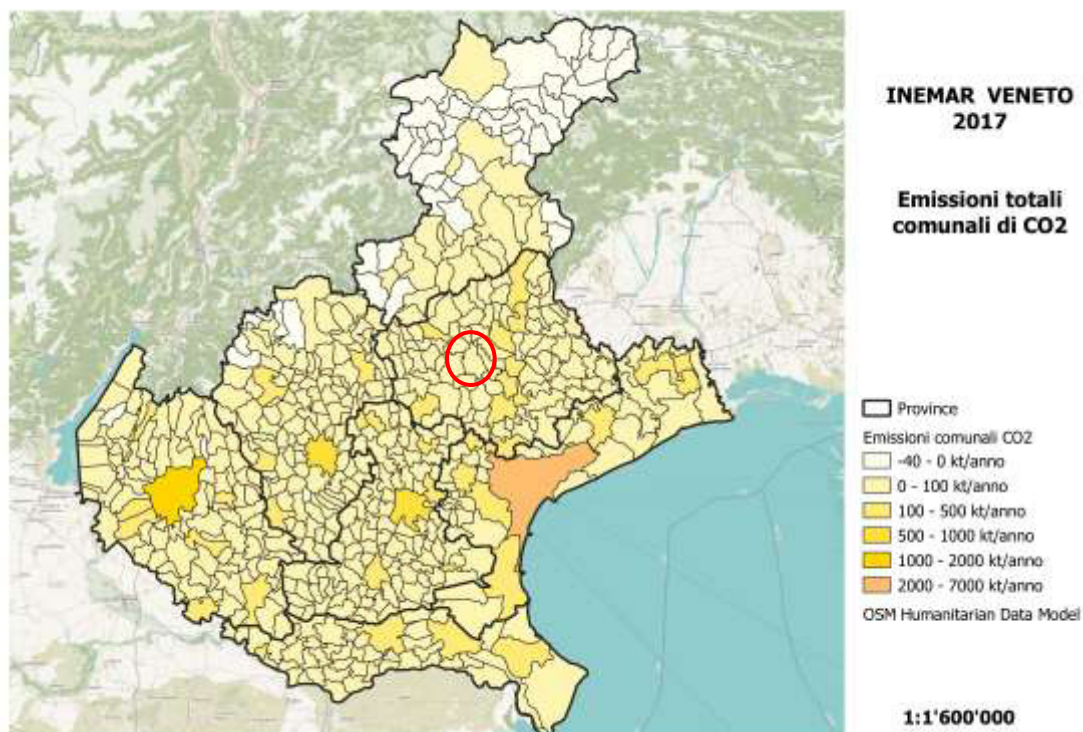 INEMAR VENETO
2017
Emissioni totali
comunali di CO2
Province
Emissioni comunali CO2
-40 - 0 kt/anno
0 - 100 kt/anno
100 - 500 kt/anno
500 - 1000 kt/anno
1000 - 2000 kt/anno
2000 - 7000 kt/anno
OSM Humanitarian Data Model
1:1'600'000